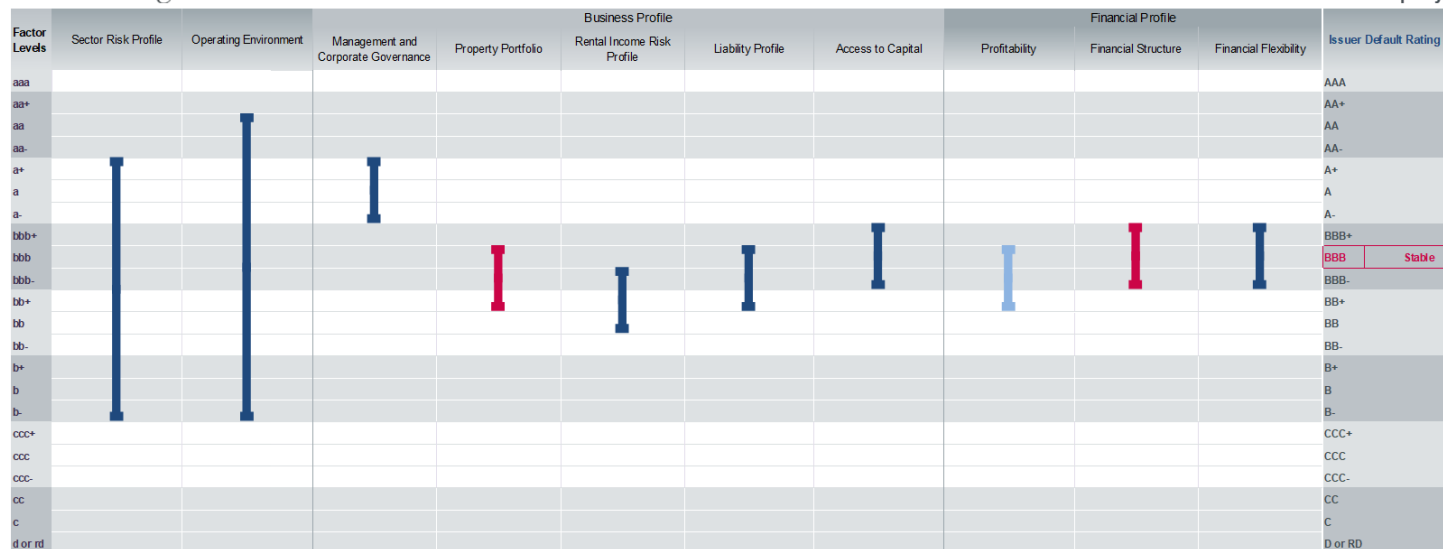 Business Profile
Financial Profile
Factor Levels
Sector Risk Profile
Operating Environment
Management and Corporate Governance
Property Portfolio
Rental Income Risk Profile
Liability Profile
Access to Capital
Profitability
Financial Structure
Financial Flexibility
Issuer Default Rating
aaa AAA
aa+ AA+
aa AA
aa- AA-
a+ A+
a A
a- A-
bbb+ BBB+
bbb BBB Stable
bbb- BBB-
bb+ BB+
bb BB
bb- BB-
b+ B+
b B
b- B-
ccc+ CCC+
ccc CCC
ccc- CCC-
cc CC
c C
d or rd D or RD